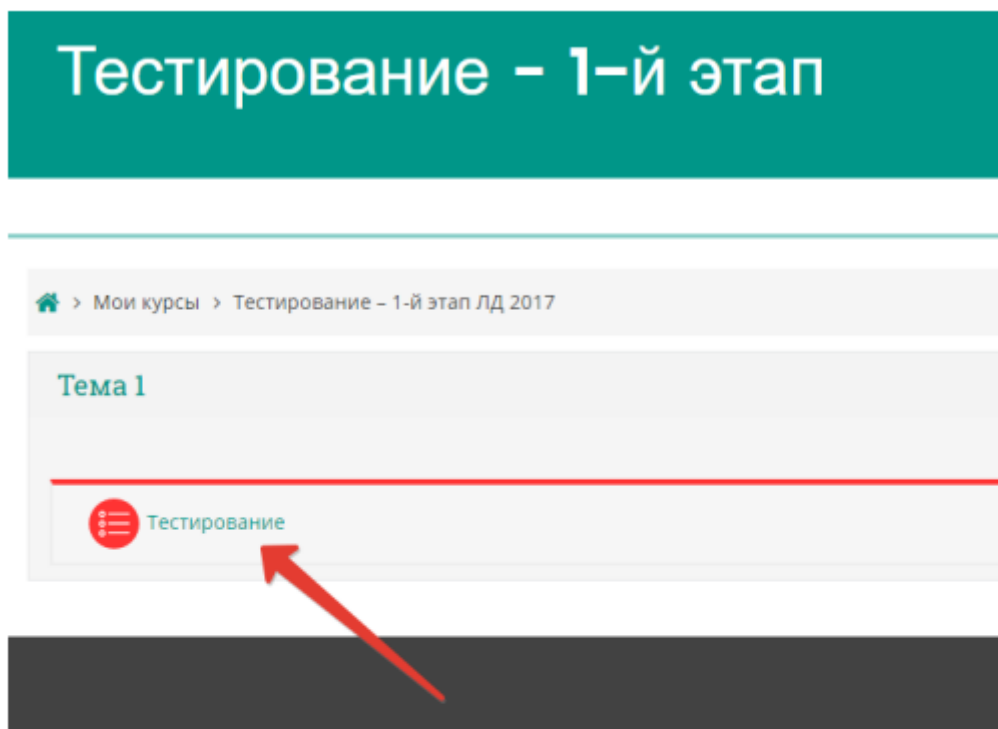 Тестирование - 1-й этап
> Мои курсы > Тестирование – 1-й этап ЛД 2017
Тема 1
Тестирование